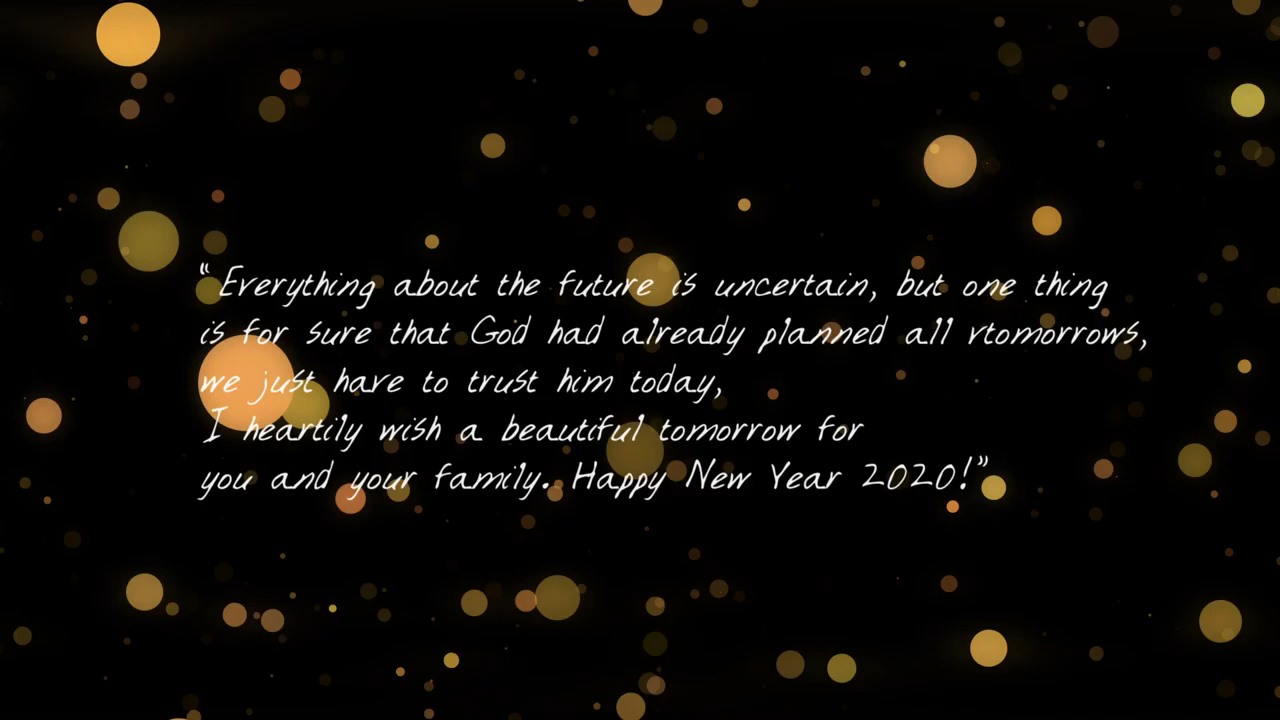 “Everything about the future is uncertain, but one thing
is for sure that God had already planned all rtomorrows,
we just have to trust him today,
I heartily wish a beautiful tomorrow for
you and your family. Happy New Year 2020!”